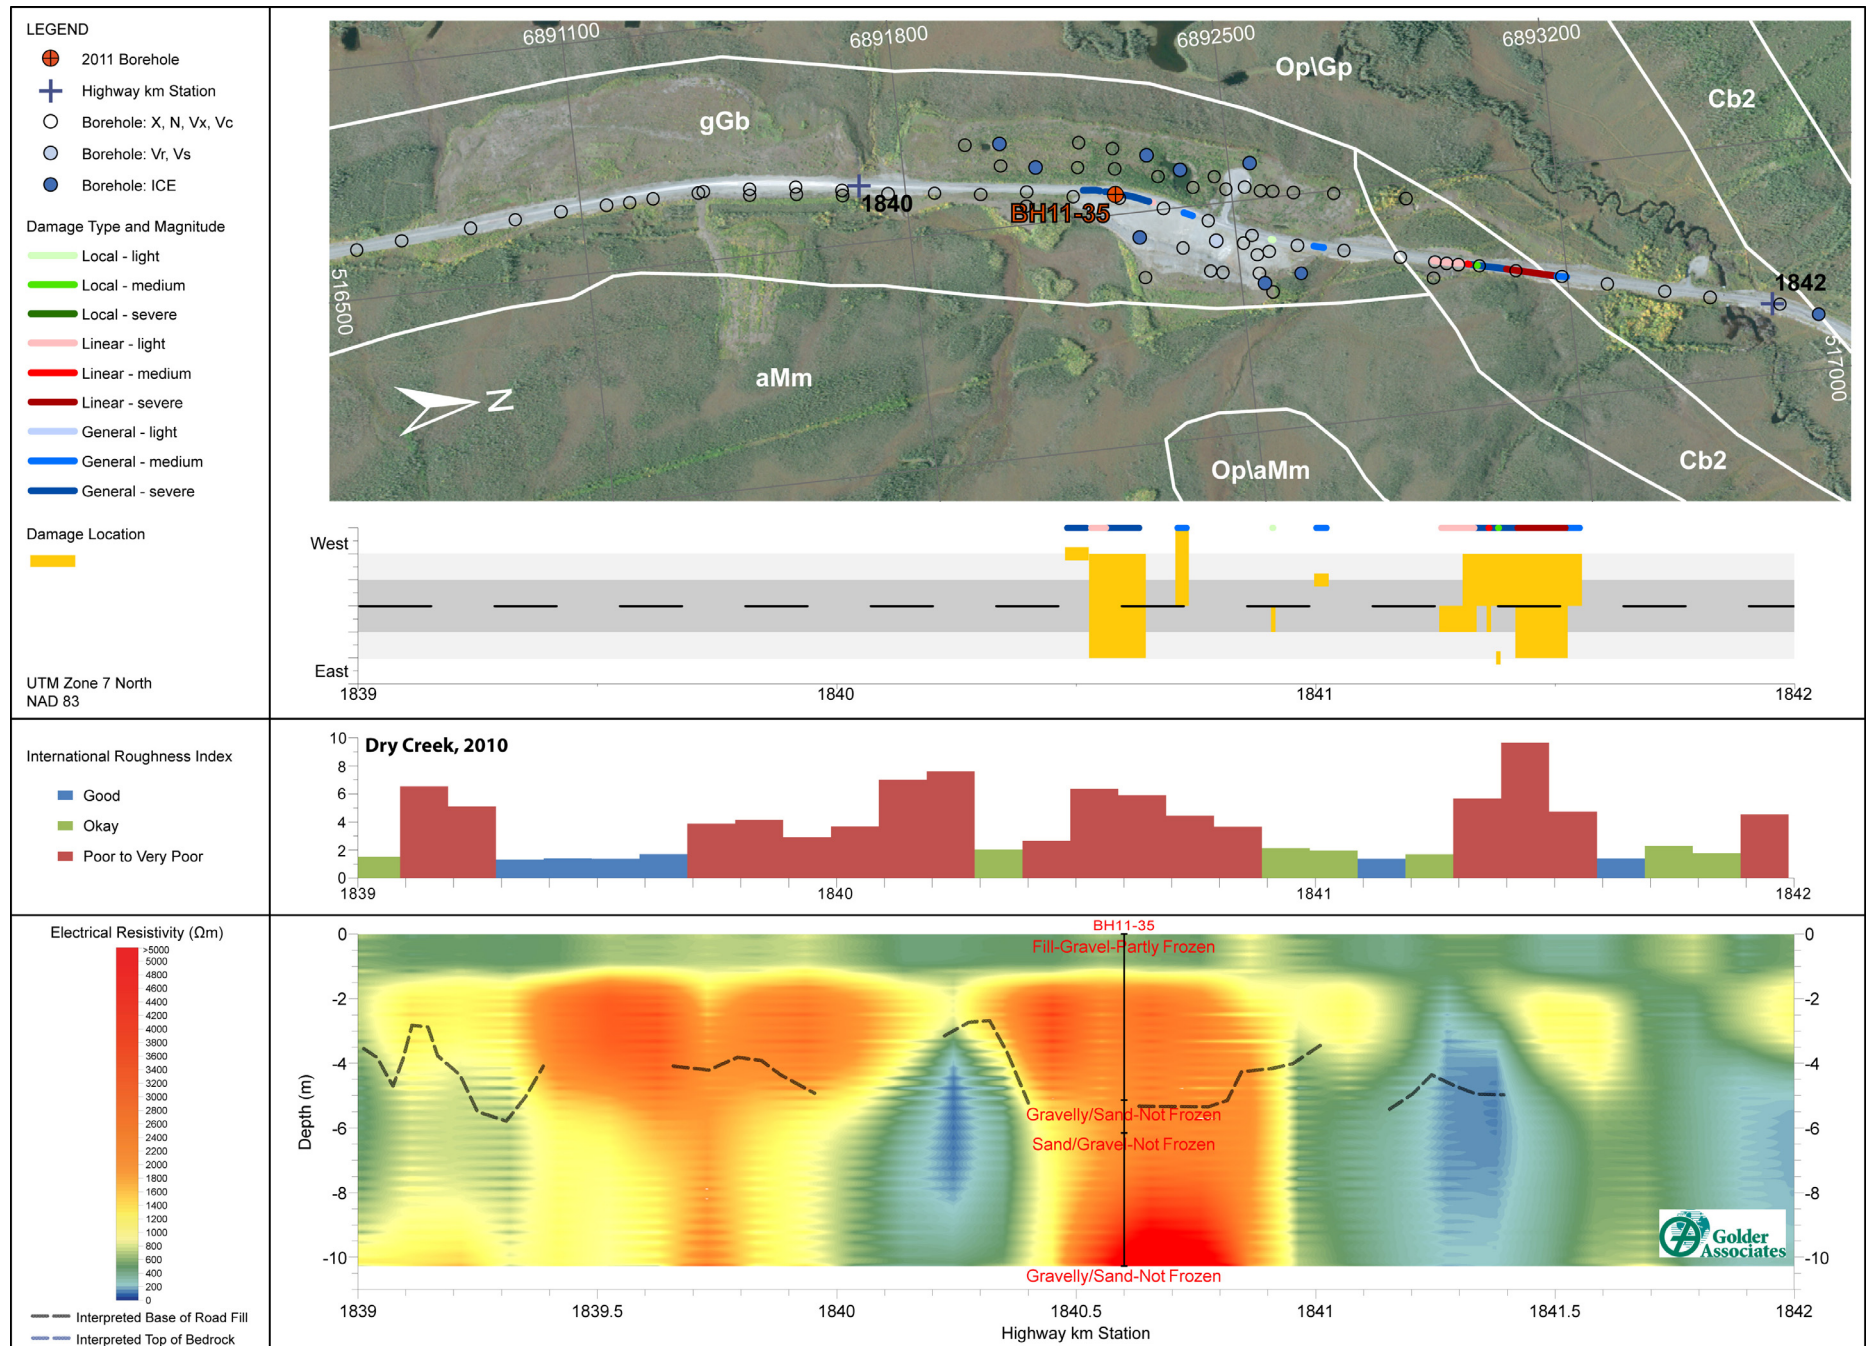 LEGEND
2011 Borehole
Highway km Station
Borehole: X, N, Vx, Vc
Borehole: Vr, Vs
Borehole: ICE
Damage Type and Magnitude
Local - light
Local - medium
Local - severe
Linear - light
Linear - medium
Linear - severe
General - light
General - medium
General - severe
Damage Location
UTM Zone 7 North
NAD 83
6891100
6891800
6892500
6893200
Op\Gp
Cb2
gGb
1840
BH11-35
1842
516500
517000
aMm
N
Op\aMm
Cb2
West
East
1839
1840
1841
1842
International Roughness Index
Good
Okay
Poor to Very Poor
Dry Creek, 2010
10
8
6
4
2
0
1839
1840
1841
1842
Electrical Resistivity (Ωm)
>5000
5000
4800
4600
4400
4200
4000
3800
3600
3400
3200
3000
2800
2600
2400
2200
2000
1800
1600
1400
1200
1000
800
600
400
200
0
Interpreted Base of Road Fill
Interpreted Top of Bedrock
BH11-35
Fill-Gravel-Partly Frozen
Gravelly/Sand-Not Frozen
Sand/Gravel-Not Frozen
Gravelly/Sand-Not Frozen
Depth (m)
0
-2
-4
-6
-8
-10
0
-2
-4
-6
-8
-10
Golder
Associates
1839
1839.5
1840
1840.5
1841
1841.5
1842
Highway km Station